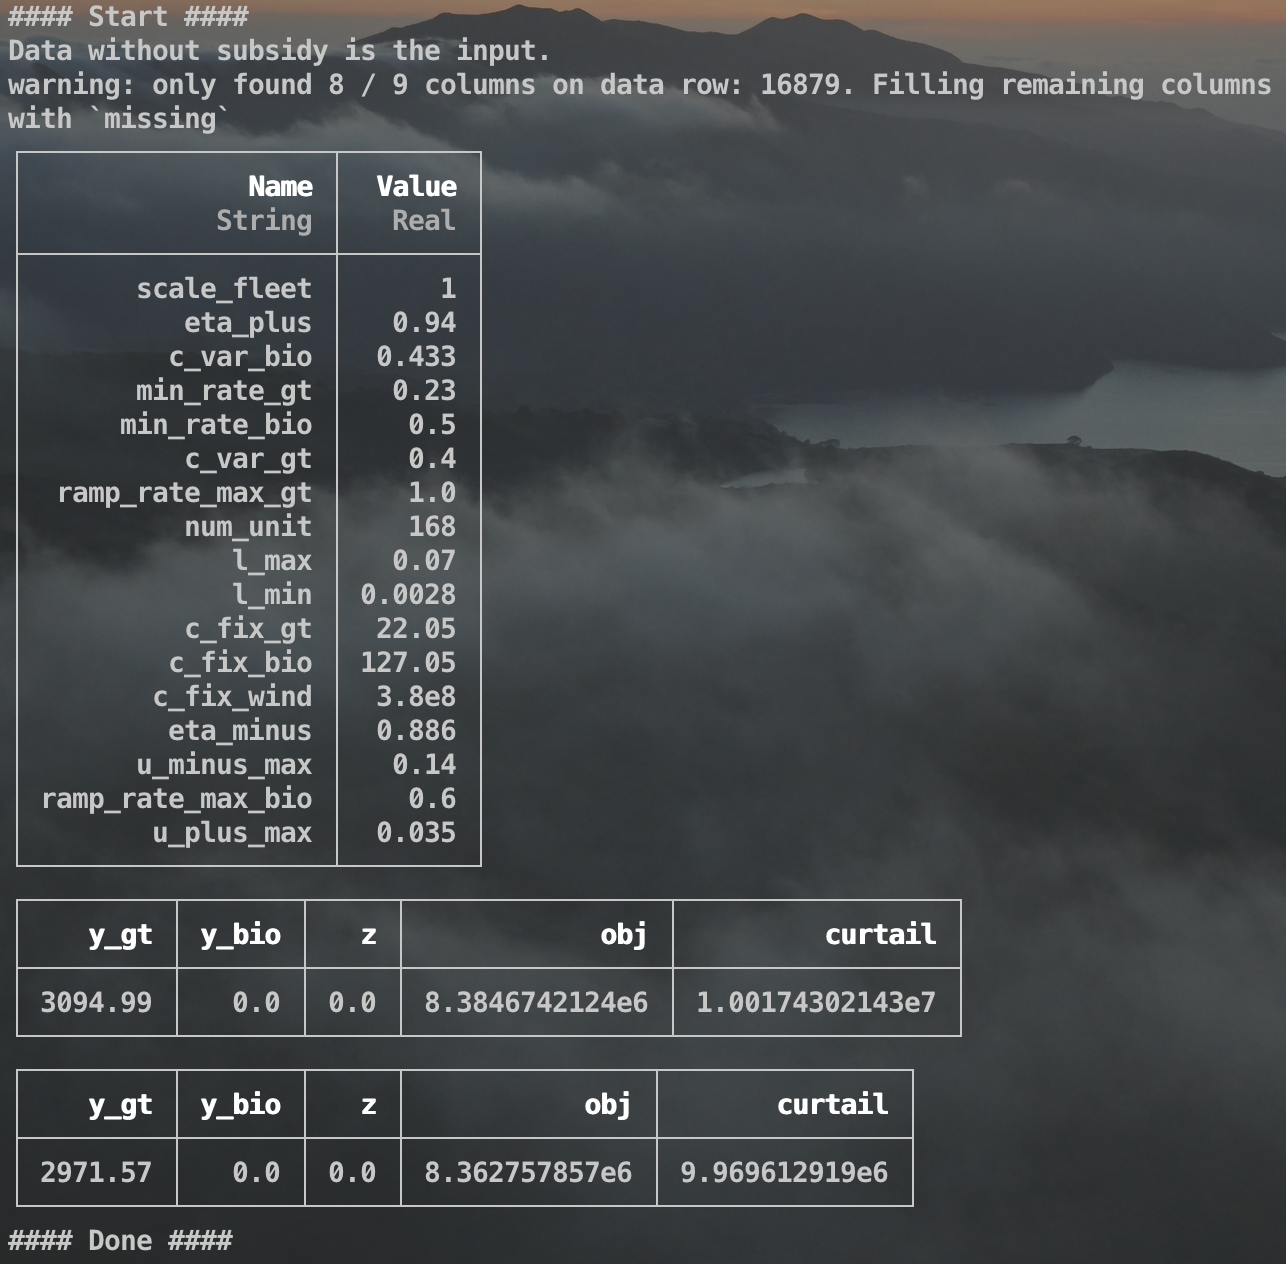 #### Start ####
Data without subsidy is the input.
warning: only found 8 / 9 columns on data row: 16879. Filling remaining columns
with `missing`
Name Value
String Real
scale_fleet 1
eta_plus 0.94
c_var_bio 0.433
min_rate_gt 0.23
min_rate_bio 0.5
c_var_gt 0.4
ramp_rate_max_gt 1.0
num_unit 168
l_max 0.07
l_min 0.0028
c_fix_gt 22.05
c_fix_bio 127.05
c_fix_wind 3.8e8
eta_minus 0.886
u_minus_max 0.14
ramp_rate_max_bio 0.6
u_plus_max 0.035
y_gt y_bio z obj curtail
3094.99 0.0 0.0 8.3846742124e6 1.00174302143e7
y_gt y_bio z obj curtail
2971.57 0.0 0.0 8.362757857e6 9.969612919e6
#### Done ####